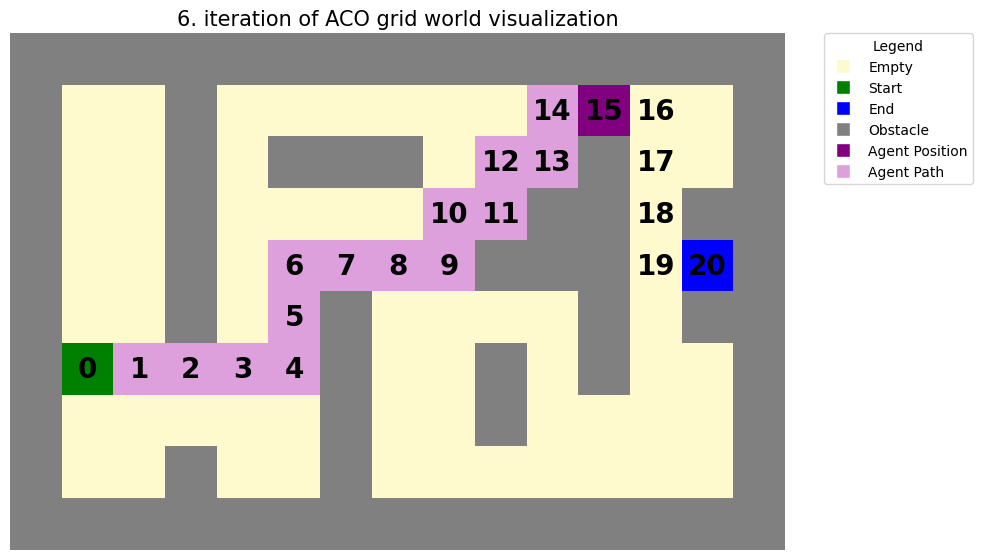 6. iteration of ACO grid world visualization
Legend
Empty
Start
End
Obstacle
Agent Position
Agent Path
14 15 16
12 13 17
10 11 18
6 7 8 9 19 20
5
0 1 2 3 4